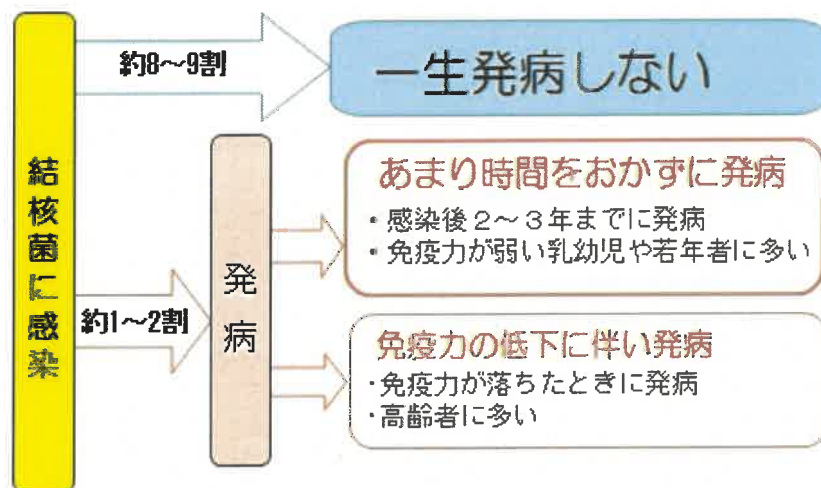 結核菌に感染
約8～9割
一生発病しない
約1～2割
発病
あまり時間をおかずに発病
・感染後２～３年までに発病
・免疫力が弱い乳幼児や若年者に多い
免疫力の低下に伴い発病
・免疫力が落ちたときに発病
・高齢者に多い